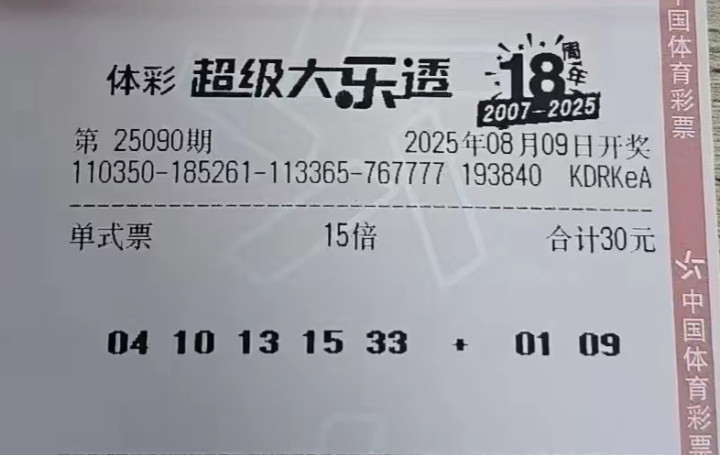 体彩 超级大乐透 18周年
2007-2025
第 25090期 2025年08月09日开奖
110350-185261-113365-767777 193840 KDRKeA
单式票 15倍 合计30元
04 10 13 15 33 + 01 09
中国体育彩票
中国体育彩票